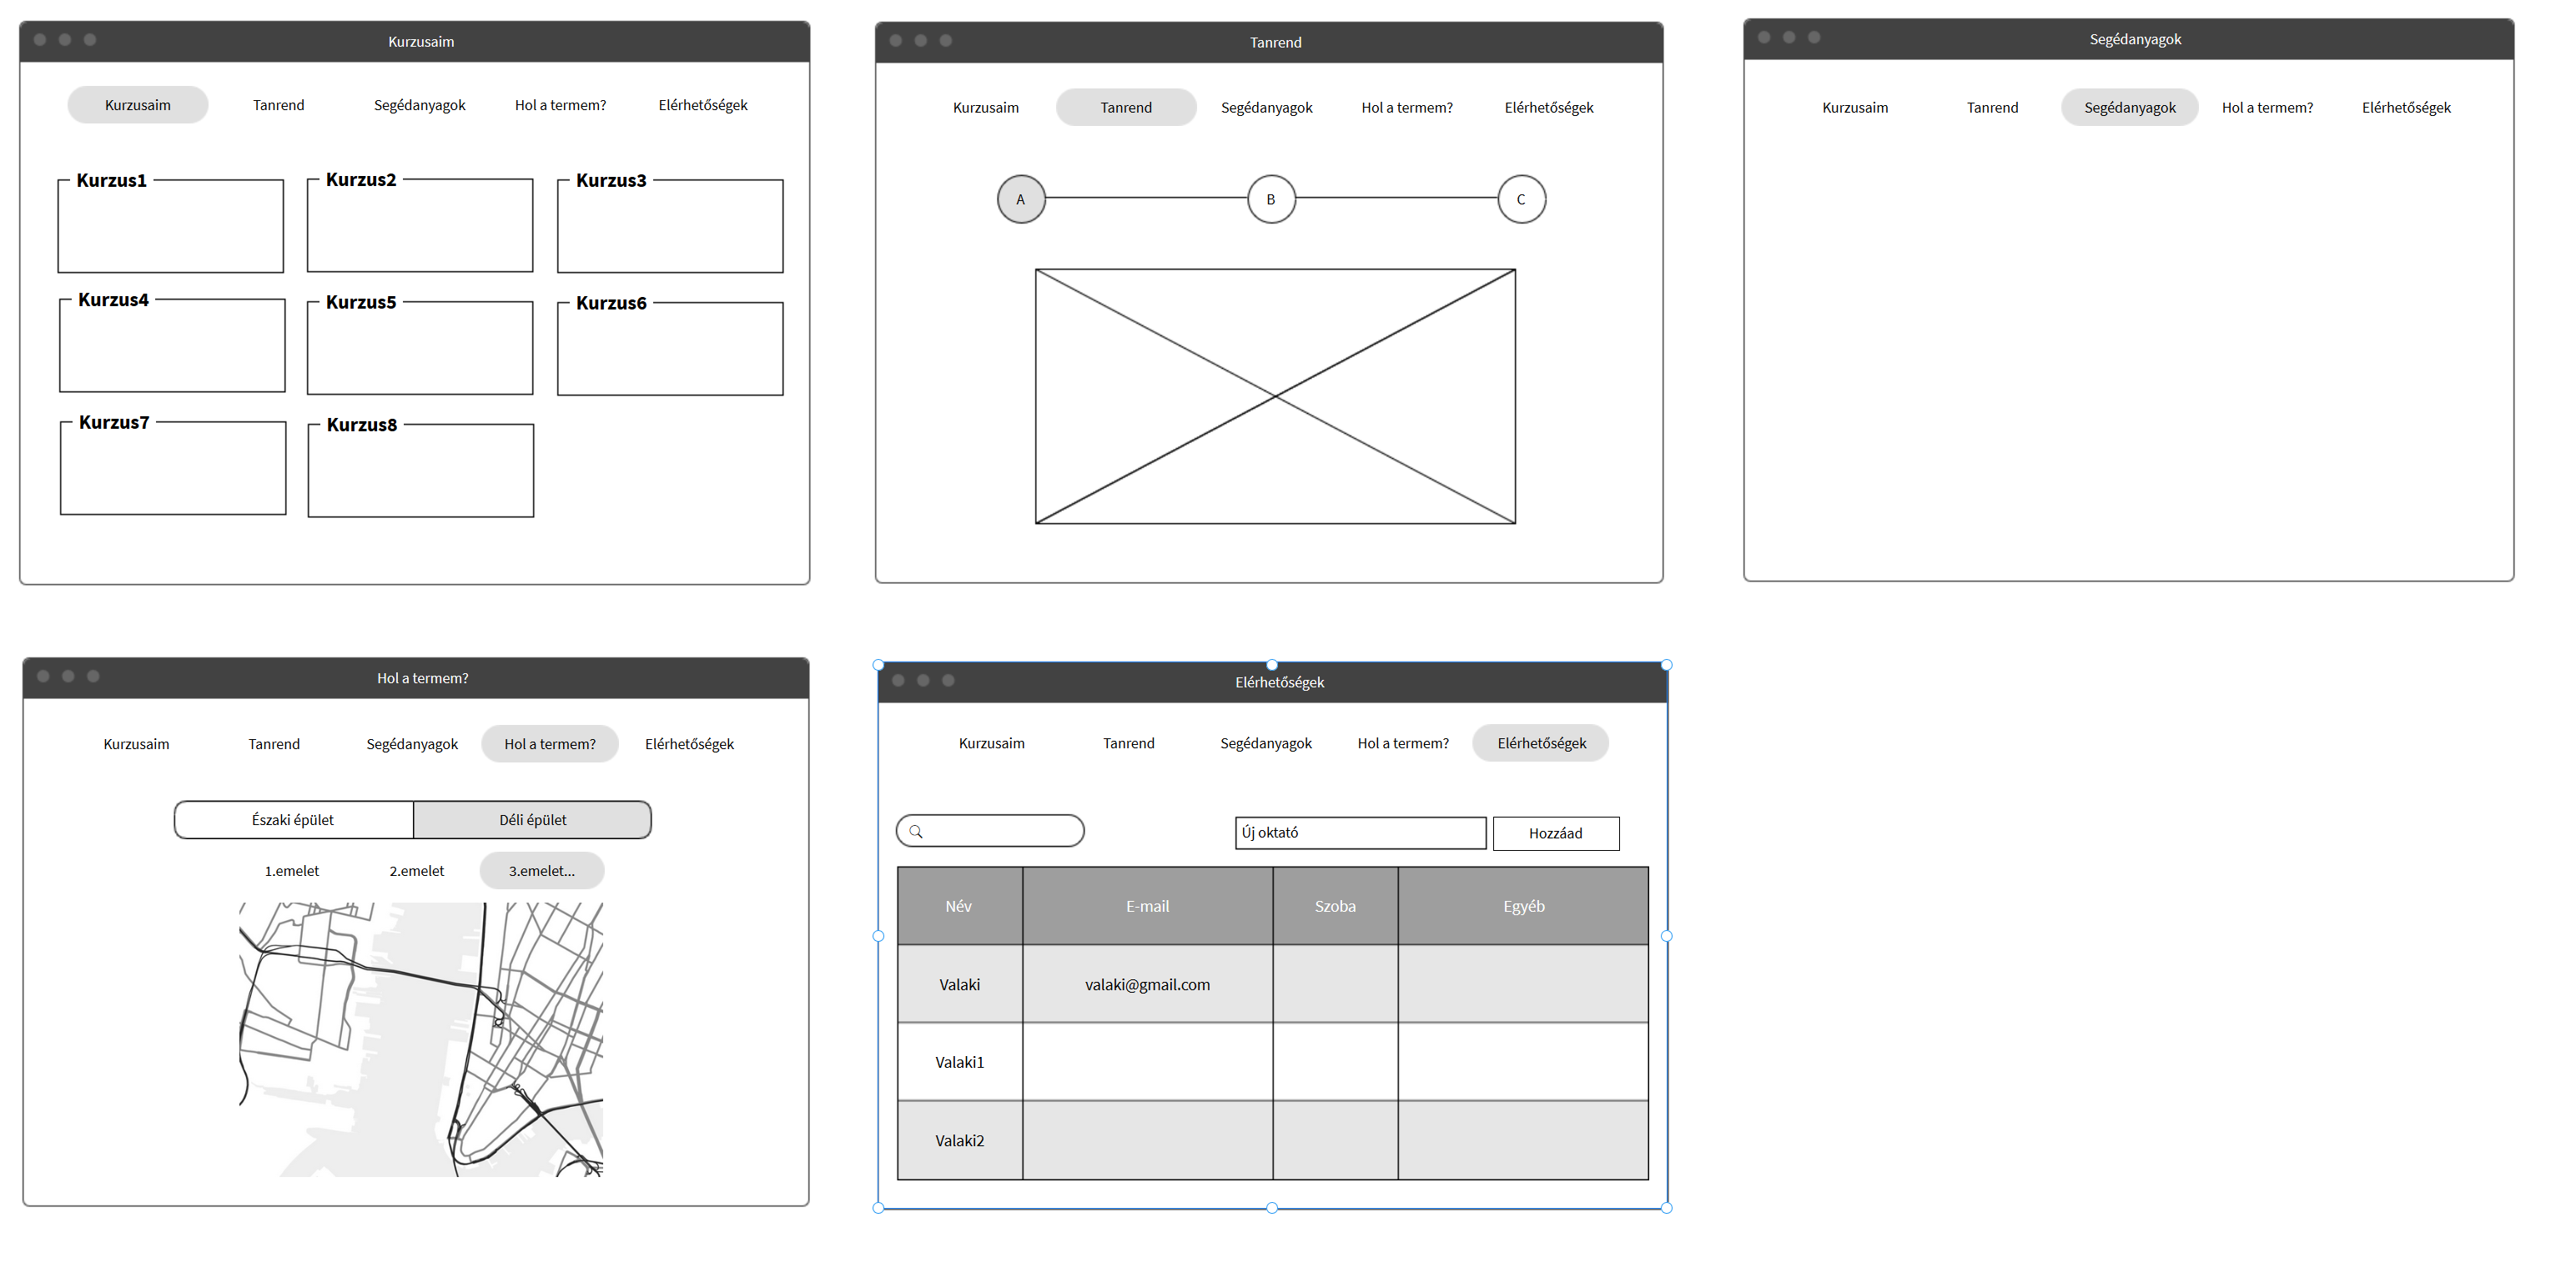 Kurzusaim
Kurzusaim Tanrend Segédanyagok Hol a termem? Elérhetőségek
Kurzus1 Kurzus2 Kurzus3
Kurzus4 Kurzus5 Kurzus6
Kurzus7 Kurzus8
Tanrend
Kurzusaim Tanrend Segédanyagok Hol a termem? Elérhetőségek
A B C
Segédanyagok
Kurzusaim Tanrend Segédanyagok Hol a termem? Elérhetőségek
Hol a termem?
Kurzusaim Tanrend Segédanyagok Hol a termem? Elérhetőségek
Északi épület Déli épület
1.emelet 2.emelet 3.emelet...
Elérhetőségek
Kurzusaim Tanrend Segédanyagok Hol a termem? Elérhetőségek
Új oktató Hozzáad
Név E-mail Szoba Egyéb
Valaki valaki@gmail.com
Valaki1
Valaki2